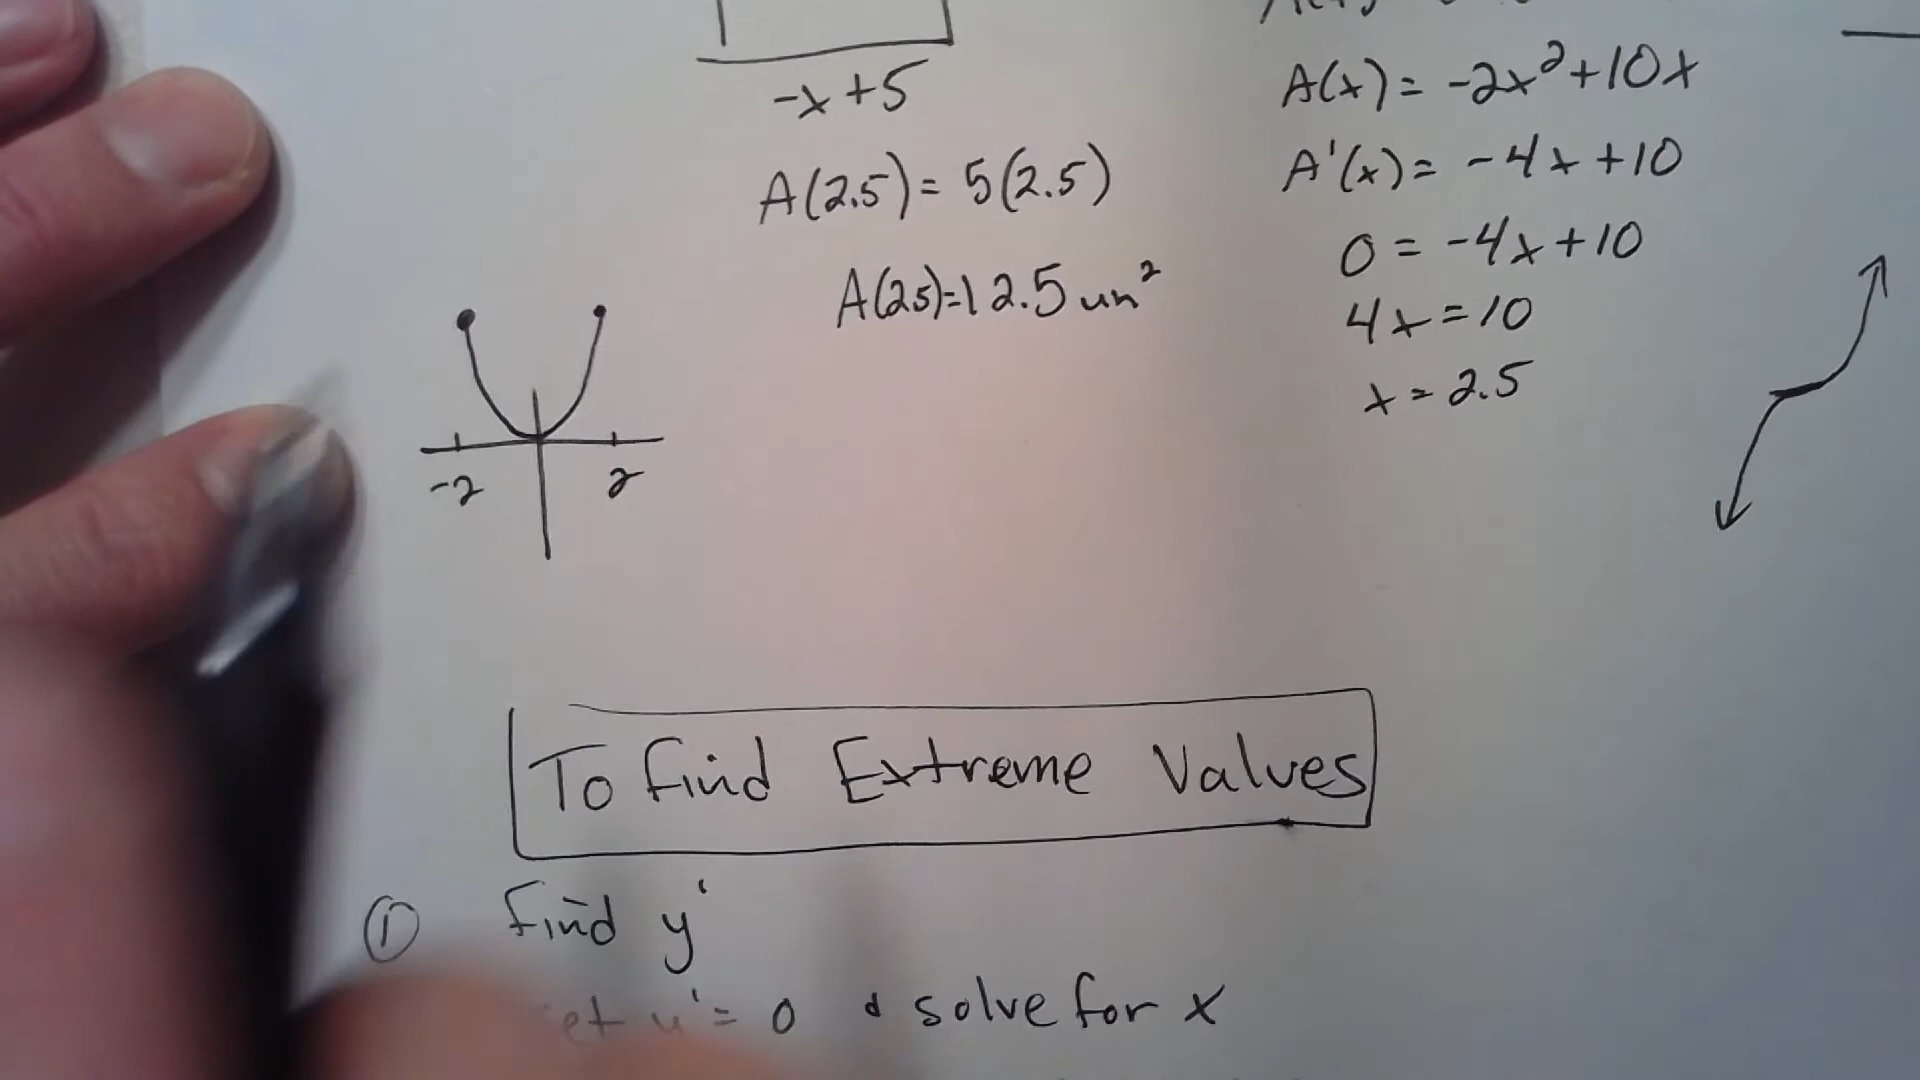 -x+5
A(2.5) = 5(2.5)
A(2.5)=12.5 un²
A(x) = -2x²+10x
A'(x) = -4x+10
0 = -4x+10
4x = 10
x = 2.5
-2 2
To find Extreme Values
① find y'
y'= 0 & solve for x